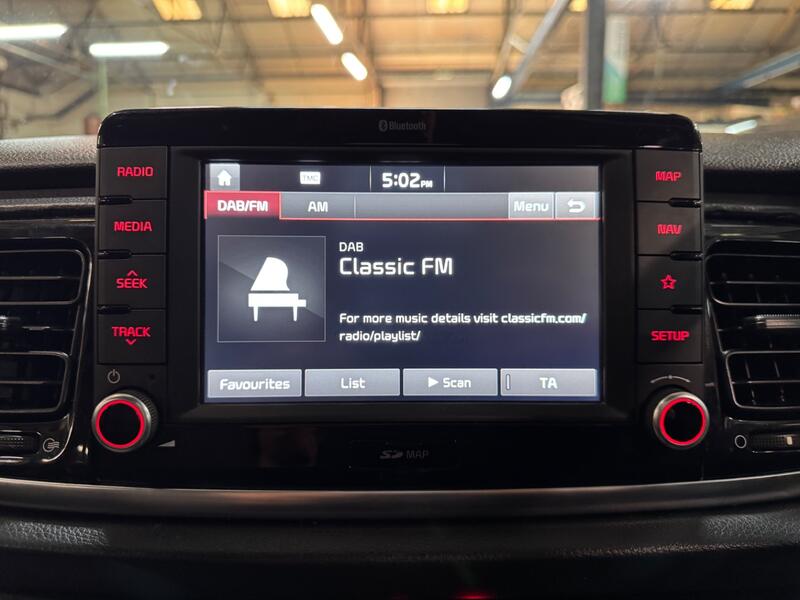 Bluetooth
RADIO
MEDIA
SEEK
TRACK
TMC
5:02PM
DAB/FM
AM
Menu
DAB
Classic FM
For more music details visit classicfm.com/
radio/playlist/
Favourites
List
Scan
TA
MAP
NAV
SETUP
SD MAP